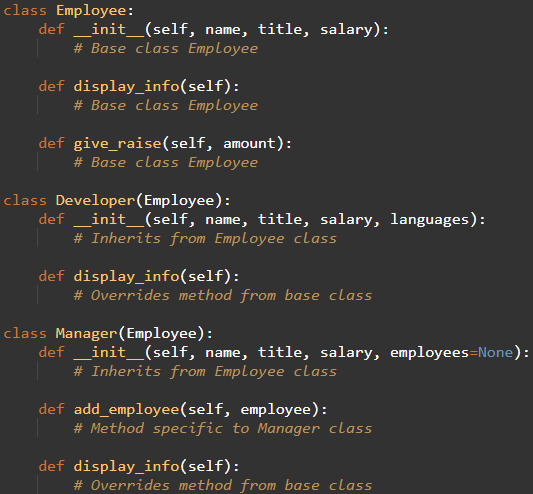 class Employee:
    def __init__(self, name, title, salary):
        # Base class Employee

    def display_info(self):
        # Base class Employee

    def give_raise(self, amount):
        # Base class Employee

class Developer(Employee):
    def __init__(self, name, title, salary, languages):
        # Inherits from Employee class

    def display_info(self):
        # Overrides method from base class

class Manager(Employee):
    def __init__(self, name, title, salary, employees=None):
        # Inherits from Employee class

    def add_employee(self, employee):
        # Method specific to Manager class

    def display_info(self):
        # Overrides method from base class